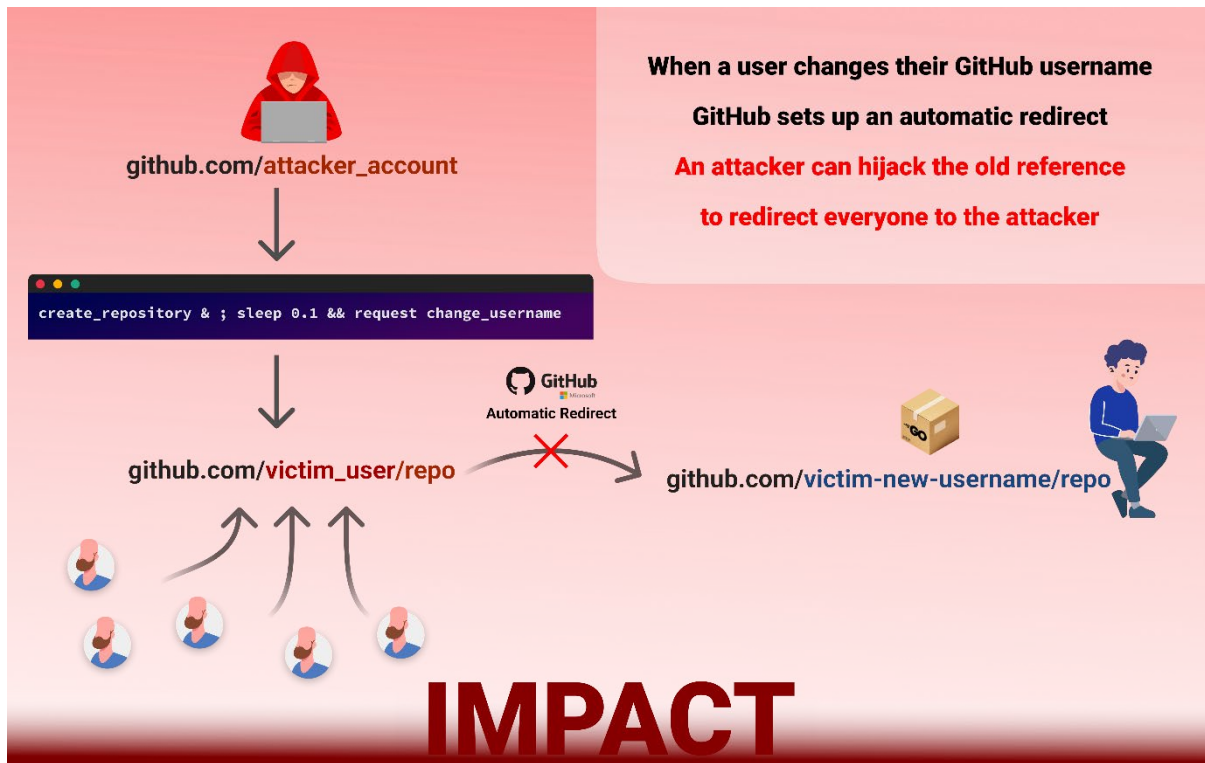 When a user changes their GitHub username
GitHub sets up an automatic redirect
An attacker can hijack the old reference
to redirect everyone to the attacker
github.com/attacker_account
create_repository & ; sleep 0.1 && request change_username
GitHub
Microsoft
Automatic Redirect
github.com/victim_user/repo
GO
github.com/victim-new-username/repo
IMPACT